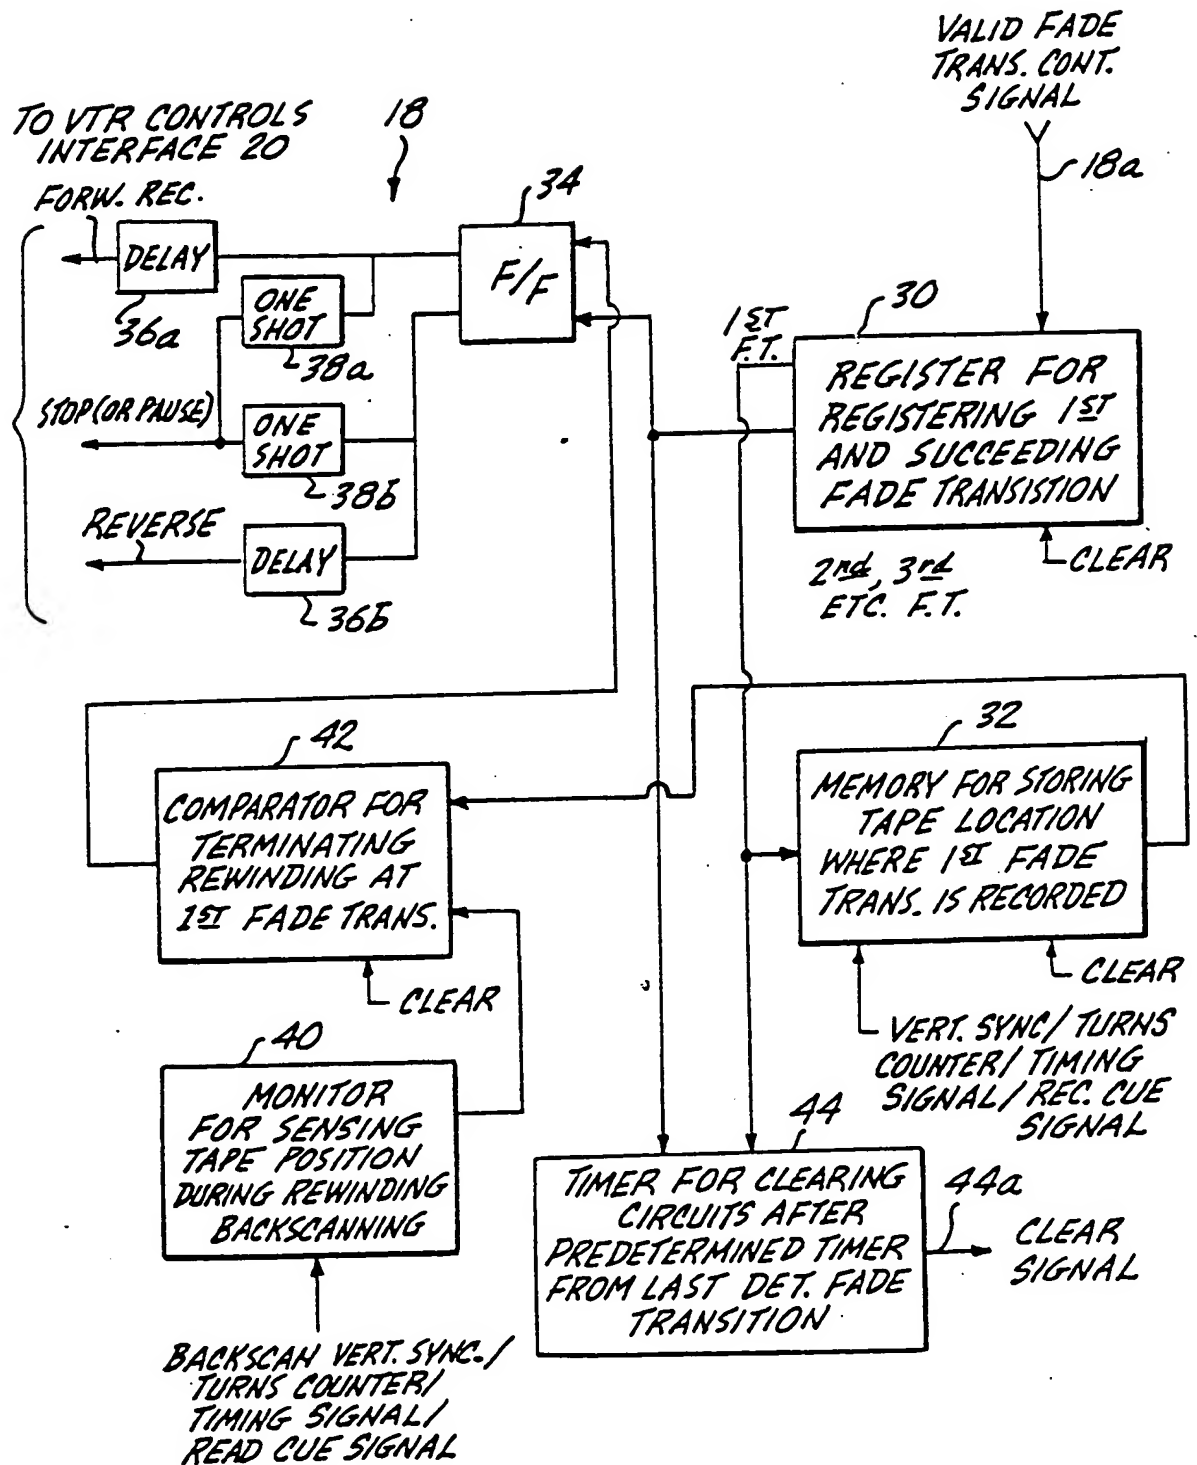 VALID FADE
TRANS. CONT.
SIGNAL
18a
TO VTR CONTROLS
INTERFACE 20
18
FORW. REC.
DELAY
36a
ONE
SHOT
38a
34
F/F
STOP (OR PAUSE)
ONE
SHOT
38b
REVERSE
DELAY
36b
1ST
F.T.
30
REGISTER FOR
REGISTERING 1ST
AND SUCCEEDING
FADE TRANSISTION
CLEAR
2nd, 3rd
ETC. F.T.
42
COMPARATOR FOR
TERMINATING
REWINDING AT
1ST FADE TRANS.
CLEAR
32
MEMORY FOR STORING
TAPE LOCATION
WHERE 1ST FADE
TRANS. IS RECORDED
CLEAR
VERT. SYNC/ TURNS
COUNTER/ TIMING
SIGNAL/ REC. CUE
SIGNAL
40
MONITOR
FOR SENSING
TAPE POSITION
DURING REWINDING
BACKSCANNING
BACKSCAN VERT. SYNC./
TURNS COUNTER/
TIMING SIGNAL/
READ CUE SIGNAL
44
TIMER FOR CLEARING
CIRCUITS AFTER
PREDETERMINED TIMER
FROM LAST DET. FADE
TRANSITION
44a
CLEAR
SIGNAL